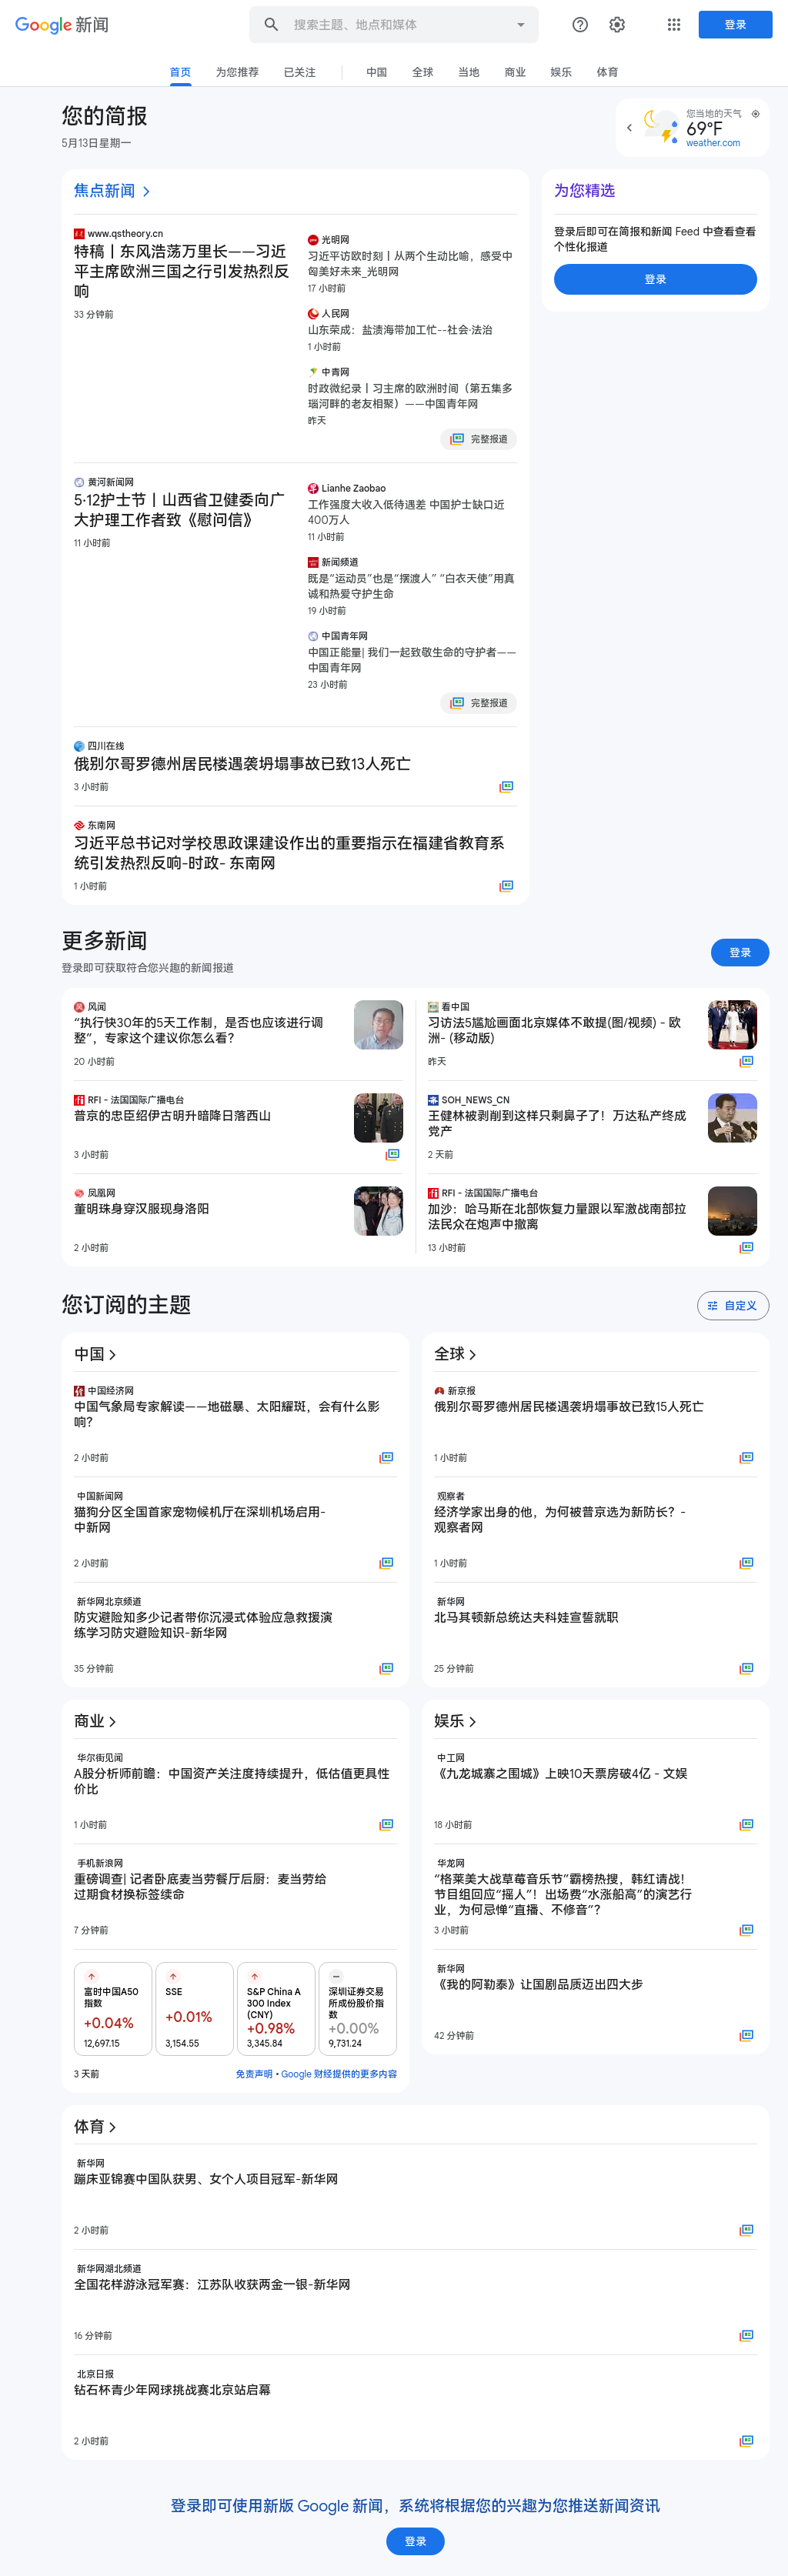 Google 新闻
搜索主题、地点和媒体
登录
首页
为您推荐
已关注
中国
全球
当地
商业
娱乐
体育
您的简报
5月13日星期一
您当地的天气
69°F
weather.com
焦点新闻
www.qstheory.cn
特稿丨东风浩荡万里长——习近
平主席欧洲三国之行引发热烈反
响
33 分钟前
光明网
习近平访欧时刻丨从两个生动比喻，感受中
匈美好未来_光明网
17 小时前
人民网
山东荣成：盐渍海带加工忙--社会·法治
1 小时前
中青网
时政微纪录丨习主席的欧洲时间（第五集多
瑙河畔的老友相聚）——中国青年网
昨天
完整报道
黄河新闻网
5·12护士节丨山西省卫健委向广
大护理工作者致《慰问信》
11 小时前
Lianhe Zaobao
工作强度大收入低待遇差 中国护士缺口近
400万人
11 小时前
新闻频道
既是“运动员”也是“摆渡人” “白衣天使”用真
诚和热爱守护生命
19 小时前
中国青年网
中国正能量| 我们一起致敬生命的守护者——
中国青年网
23 小时前
完整报道
四川在线
俄别尔哥罗德州居民楼遇袭坍塌事故已致13人死亡
3 小时前
东南网
习近平总书记对学校思政课建设作出的重要指示在福建省教育系
统引发热烈反响-时政- 东南网
1 小时前
为您精选
登录后即可在简报和新闻 Feed 中查看查看
个性化报道
登录
更多新闻
登录即可获取符合您兴趣的新闻报道
登录
风闻
“执行快30年的5天工作制，是否也应该进行调
整”，专家这个建议你怎么看？
20 小时前
RFI - 法国国际广播电台
普京的忠臣绍伊古明升暗降日落西山
3 小时前
凤凰网
董明珠身穿汉服现身洛阳
2 小时前
看中国
习访法5尴尬画面北京媒体不敢提(图/视频) - 欧
洲- (移动版)
昨天
SOH_NEWS_CN
王健林被剥削到这样只剩鼻子了！万达私产终成
党产
2 天前
RFI - 法国国际广播电台
加沙：哈马斯在北部恢复力量跟以军激战南部拉
法民众在炮声中撤离
13 小时前
您订阅的主题
自定义
中国
中国经济网
中国气象局专家解读——地磁暴、太阳耀斑，会有什么影
响？
2 小时前
中国新闻网
猫狗分区全国首家宠物候机厅在深圳机场启用-
中新网
2 小时前
新华网北京频道
防灾避险知多少记者带你沉浸式体验应急救援演
练学习防灾避险知识-新华网
35 分钟前
全球
新京报
俄别尔哥罗德州居民楼遇袭坍塌事故已致15人死亡
1 小时前
观察者
经济学家出身的他，为何被普京选为新防长？-
观察者网
1 小时前
新华网
北马其顿新总统达夫科娃宣誓就职
25 分钟前
商业
华尔街见闻
A股分析师前瞻：中国资产关注度持续提升，低估值更具性
价比
1 小时前
手机新浪网
重磅调查| 记者卧底麦当劳餐厅后厨：麦当劳给
过期食材换标签续命
7 分钟前
富时中国A50
指数
+0.04%
12,697.15
SSE
+0.01%
3,154.55
S&P China A
300 Index
(CNY)
+0.98%
3,345.84
深圳证券交易
所成份股价指
数
+0.00%
9,731.24
3 天前
免责声明 • Google 财经提供的更多内容
娱乐
中工网
《九龙城寨之围城》上映10天票房破4亿 - 文娱
18 小时前
华龙网
“格莱美大战草莓音乐节”霸榜热搜，韩红请战！
节目组回应“摇人”！出场费“水涨船高”的演艺行
业，为何忌惮“直播、不修音”？
3 小时前
新华网
《我的阿勒泰》让国剧品质迈出四大步
42 分钟前
体育
新华网
蹦床亚锦赛中国队获男、女个人项目冠军-新华网
2 小时前
新华网湖北频道
全国花样游泳冠军赛：江苏队收获两金一银-新华网
16 分钟前
北京日报
钻石杯青少年网球挑战赛北京站启幕
2 小时前
登录即可使用新版 Google 新闻，系统将根据您的兴趣为您推送新闻资讯
登录